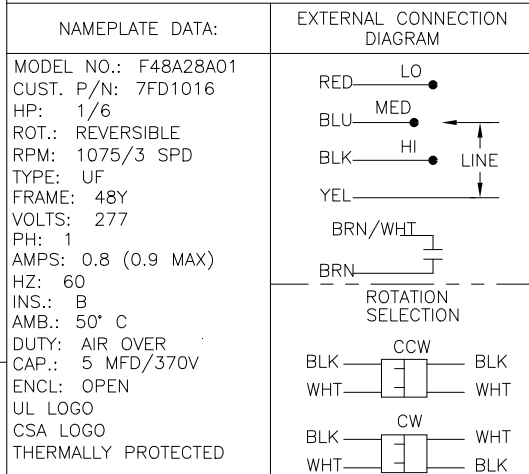 NAMEPLATE DATA:
MODEL NO.: F48A28A01
CUST. P/N: 7FD1016
HP: 1/6
ROT.: REVERSIBLE
RPM: 1075/3 SPD
TYPE: UF
FRAME: 48Y
VOLTS: 277
PH: 1
AMPS: 0.8 (0.9 MAX)
HZ: 60
INS.: B
AMB.: 50° C
DUTY: AIR OVER
CAP.: 5 MFD/370V
ENCL: OPEN
UL LOGO
CSA LOGO
THERMALLY PROTECTED
EXTERNAL CONNECTION
DIAGRAM
RED LO
BLU MED
BLK HI LINE
YEL
BRN/WHT
BRN
ROTATION
SELECTION
CCW
BLK BLK
WHT WHT
CW
BLK WHT
WHT BLK